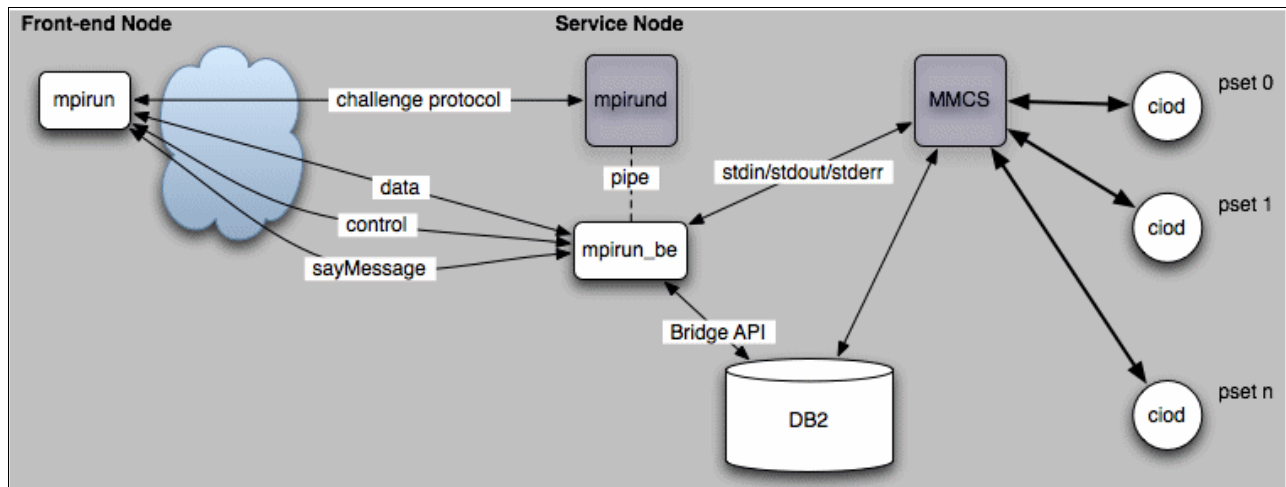 Front-end Node
Service Node
mpirun
challenge protocol
mpirund
MMCS
ciod
pset 0
data
pipe
stdin/stdout/stderr
control
mpirun_be
ciod
pset 1
sayMessage
Bridge API
DB2
ciod
pset n